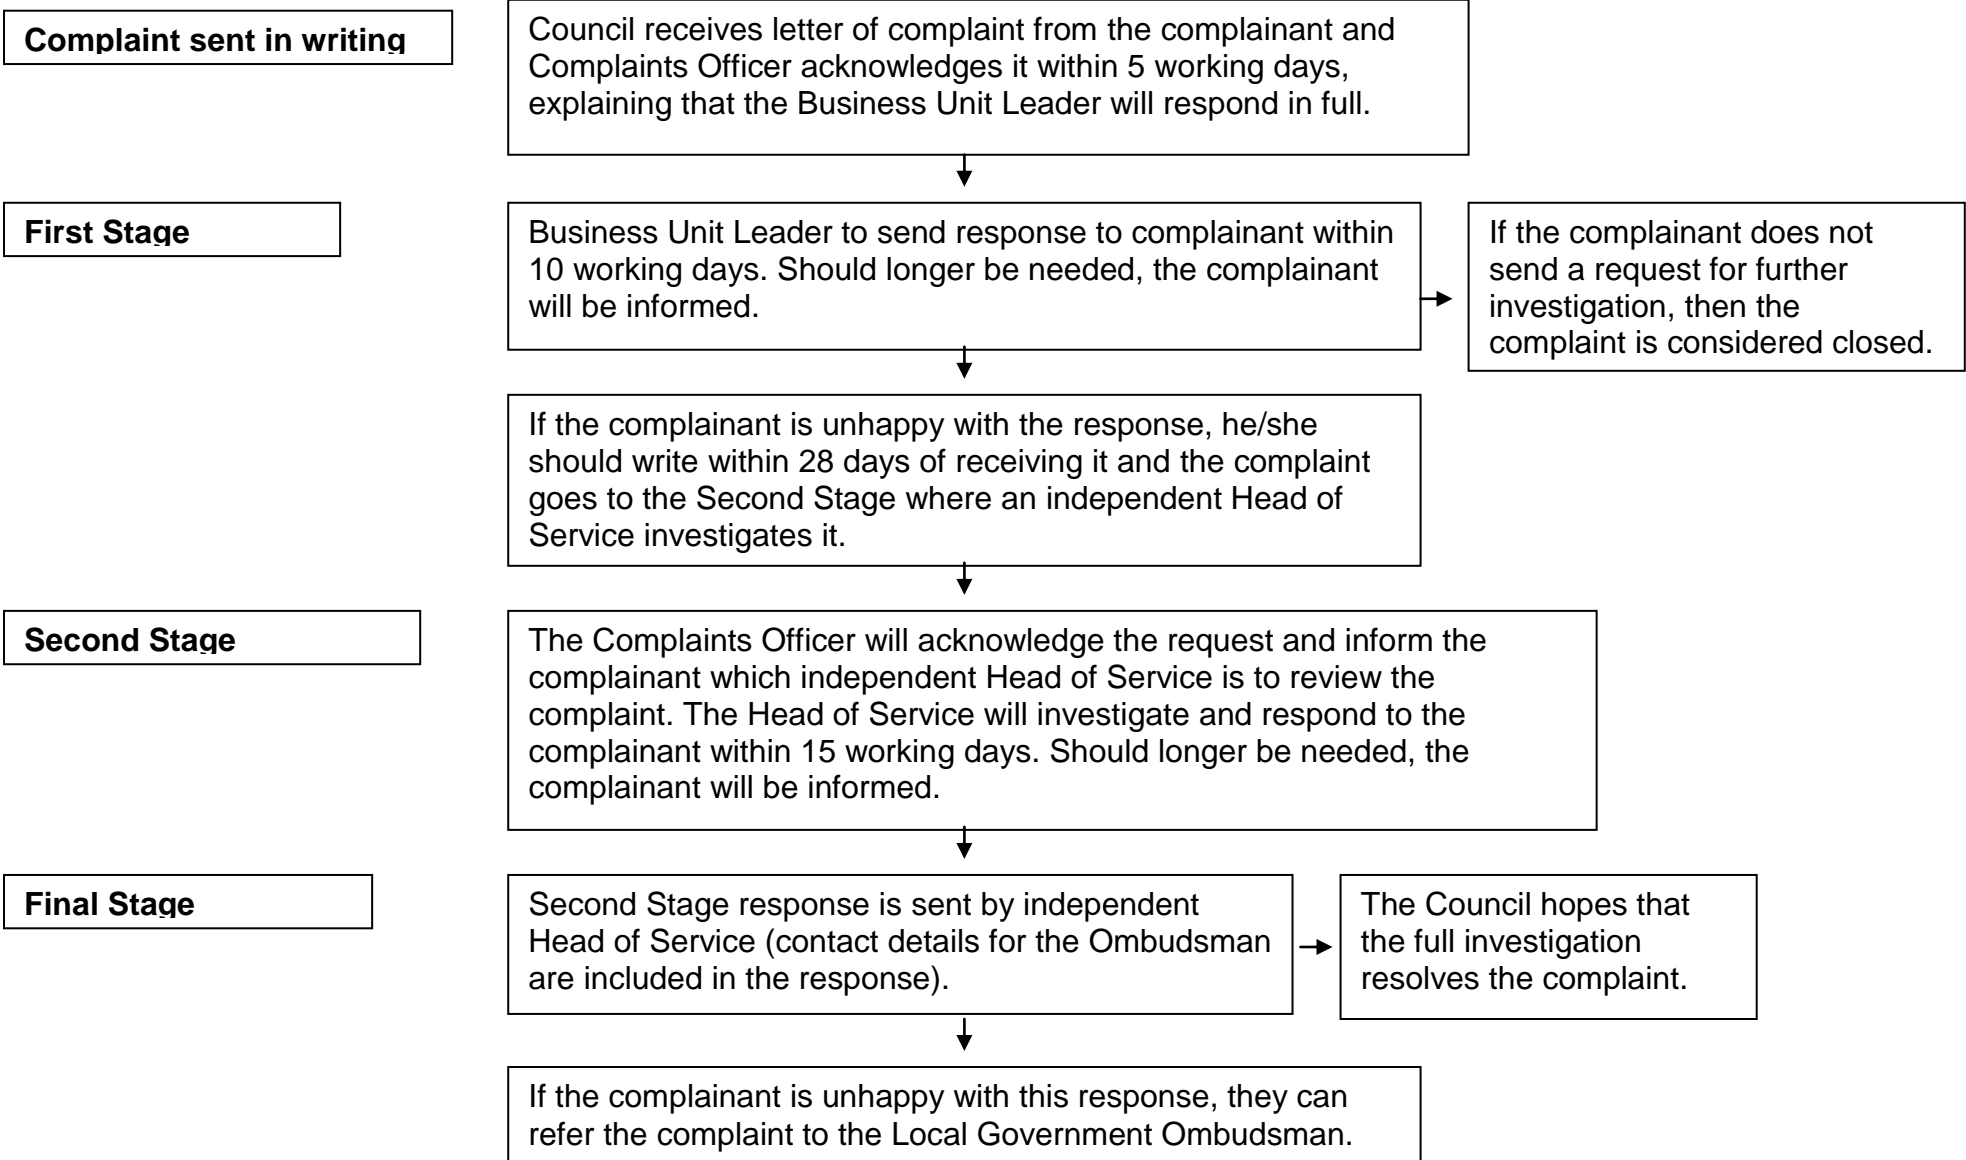 Complaint sent in writing
Council receives letter of complaint from the complainant and
Complaints Officer acknowledges it within 5 working days,
explaining that the Business Unit Leader will respond in full.
First Stage
Business Unit Leader to send response to complainant within
10 working days. Should longer be needed, the complainant
will be informed.
If the complainant does not
send a request for further
investigation, then the
complaint is considered closed.
If the complainant is unhappy with the response, he/she
should write within 28 days of receiving it and the complaint
goes to the Second Stage where an independent Head of
Service investigates it.
Second Stage
The Complaints Officer will acknowledge the request and inform the
complainant which independent Head of Service is to review the
complaint. The Head of Service will investigate and respond to the
complainant within 15 working days. Should longer be needed, the
complainant will be informed.
Final Stage
Second Stage response is sent by independent
Head of Service (contact details for the Ombudsman
are included in the response).
The Council hopes that
the full investigation
resolves the complaint.
If the complainant is unhappy with this response, they can
refer the complaint to the Local Government Ombudsman.